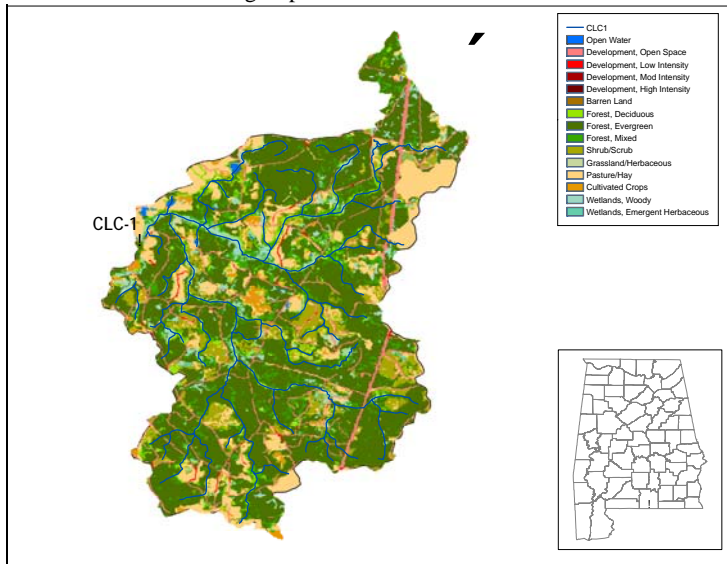 CLC1
Open Water
Development, Open Space
Development, Low Intensity
Development, Mod Intensity
Development, High Intensity
Barren Land
Forest, Deciduous
Forest, Evergreen
Forest, Mixed
Shrub/Scrub
Grassland/Herbaceous
Pasture/Hay
Cultivated Crops
Wetlands, Woody
Wetlands, Emergent Herbaceous
CLC-1